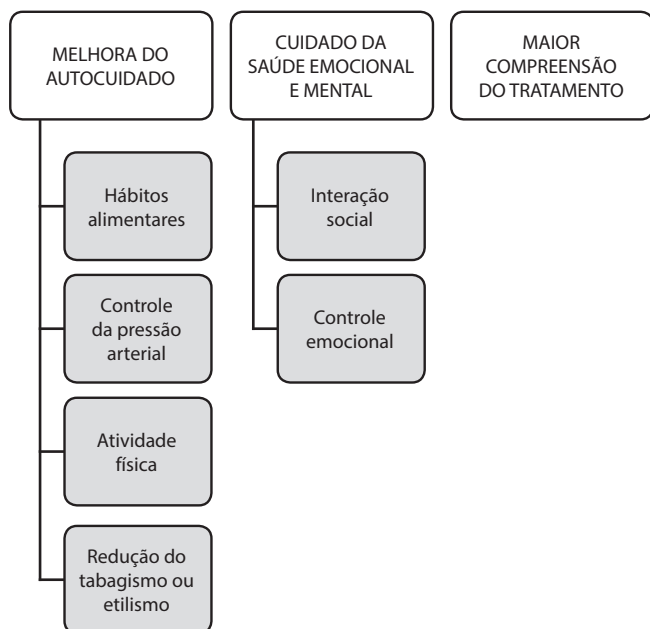 MELHORA DO
AUTOCUIDADO
Hábitos
alimentares
Controle
da pressão
arterial
Atividade
física
Redução do
tabagismo ou
etilismo
CUIDADO DA
SAÚDE EMOCIONAL
E MENTAL
Interação
social
Controle
emocional
MAIOR
COMPREENSÃO
DO TRATAMENTO